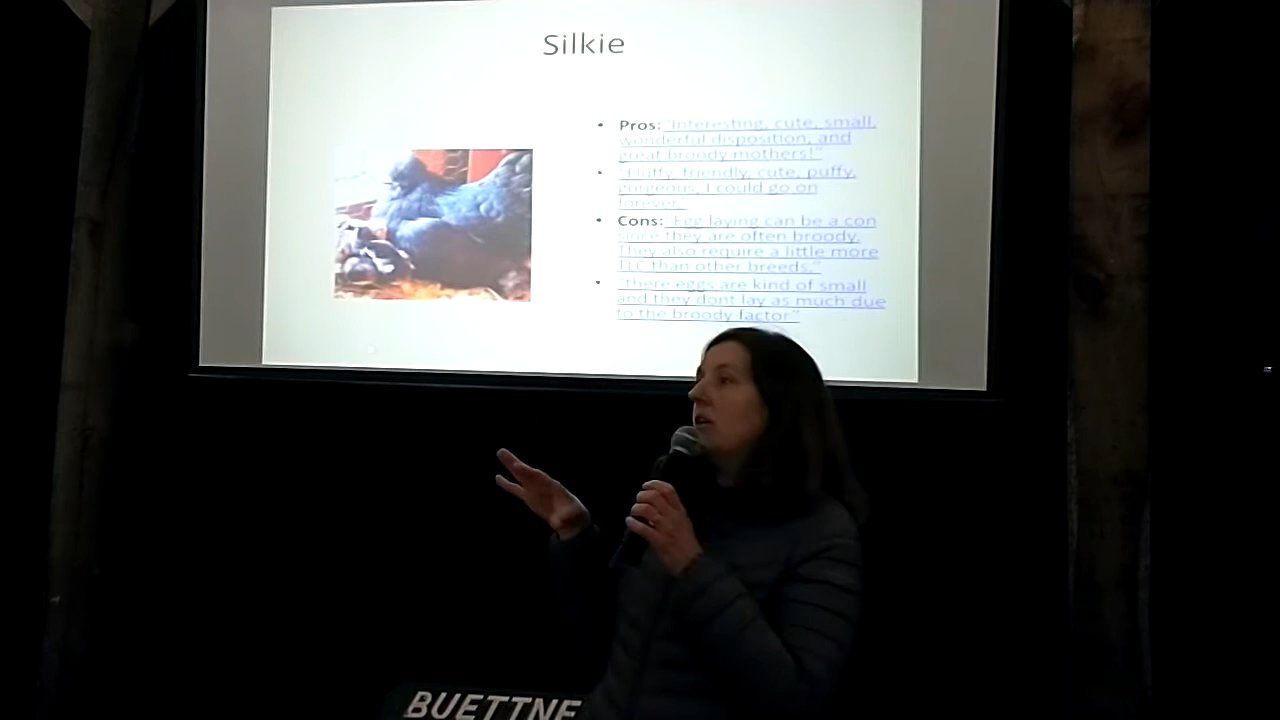 Silkie
• Pros: "Interesting, cute, small,
wonderful disposition, and
great broody mothers!"
• "Fluffy, friendly, cute, puffy,
gorgeous, I could go on
forever"
• Cons: "Egg laying can be a con
since they are often broody.
They also require a little more
TLC than other breeds."
• "There eggs are kind of small
and they dont lay as much due
to the broody factor"
BUETTNE